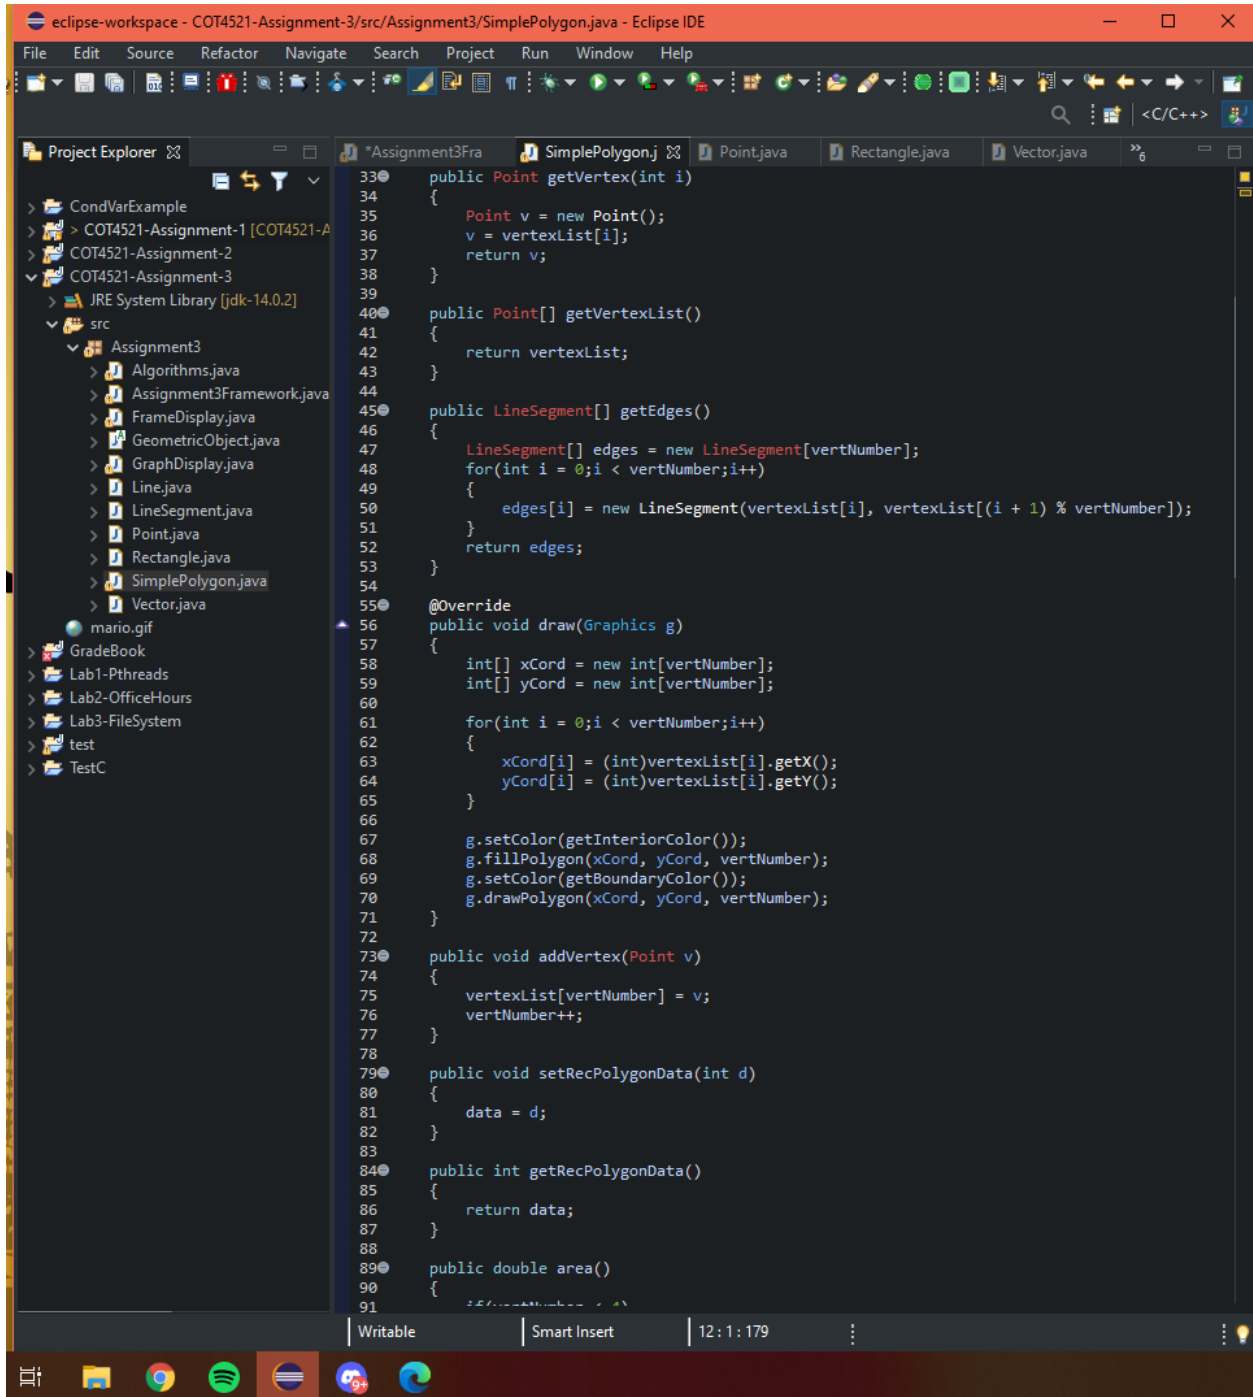 eclipse-workspace - COT4521-Assignment-3/src/Assignment3/SimplePolygon.java - Eclipse IDE
File Edit Source Refactor Navigate Search Project Run Window Help
<C/C++>
Project Explorer
*Assignment3Fra SimplePolygon.j Point.java Rectangle.java Vector.java »6
CondVarExample
> COT4521-Assignment-1 [COT4521-A
COT4521-Assignment-2
COT4521-Assignment-3
JRE System Library [jdk-14.0.2]
src
Assignment3
Algorithms.java
Assignment3Framework.java
FrameDisplay.java
GeometricObject.java
GraphDisplay.java
Line.java
LineSegment.java
Point.java
Rectangle.java
SimplePolygon.java
Vector.java
mario.gif
GradeBook
Lab1-Pthreads
Lab2-OfficeHours
Lab3-FileSystem
test
TestC
33 public Point getVertex(int i)
34 {
35 Point v = new Point();
36 v = vertexList[i];
37 return v;
38 }
39
40 public Point[] getVertexList()
41 {
42 return vertexList;
43 }
44
45 public LineSegment[] getEdges()
46 {
47 LineSegment[] edges = new LineSegment[vertNumber];
48 for(int i = 0;i < vertNumber;i++)
49 {
50 edges[i] = new LineSegment(vertexList[i], vertexList[(i + 1) % vertNumber]);
51 }
52 return edges;
53 }
54
55 @Override
56 public void draw(Graphics g)
57 {
58 int[] xCord = new int[vertNumber];
59 int[] yCord = new int[vertNumber];
60
61 for(int i = 0;i < vertNumber;i++)
62 {
63 xCord[i] = (int)vertexList[i].getX();
64 yCord[i] = (int)vertexList[i].getY();
65 }
66
67 g.setColor(getInteriorColor());
68 g.fillPolygon(xCord, yCord, vertNumber);
69 g.setColor(getBoundaryColor());
70 g.drawPolygon(xCord, yCord, vertNumber);
71 }
72
73 public void addVertex(Point v)
74 {
75 vertexList[vertNumber] = v;
76 vertNumber++;
77 }
78
79 public void setRecPolygonData(int d)
80 {
81 data = d;
82 }
83
84 public int getRecPolygonData()
85 {
86 return data;
87 }
88
89 public double area()
90 {
91 if(vertNumber < 4)
Writable Smart Insert 12 : 1 : 179
9+